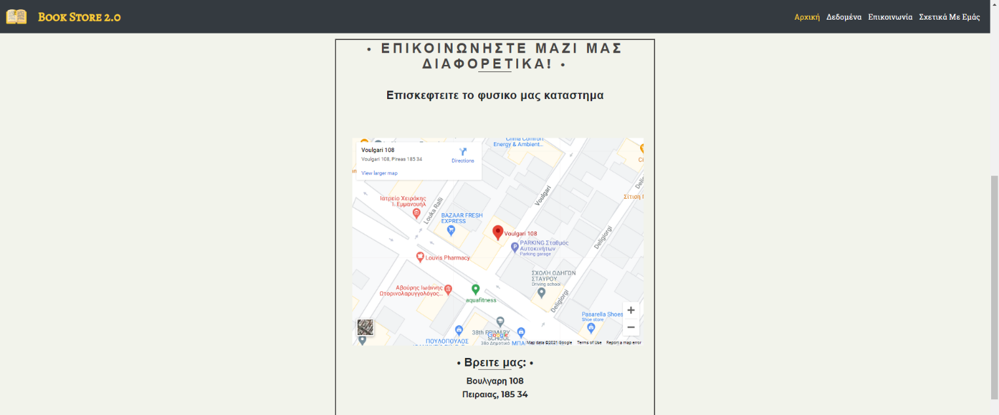 Book Store 2.0
Αρχική Δεδομένα Επικοινωνία Σχετικά Με Εμάς
• ΕΠΙΚΟΙΝΩΝΗΣΤΕ ΜΑΖΙ ΜΑΣ
ΔΙΑΦΟΡΕΤΙΚΑ! •
Επισκεφτειτε το φυσικο μας καταστημα
Clima Comfort
Energy & Ambient...
Voulgari 108
Voulgari 108, Pireas 185 34
Directions
View larger map
Ιατρείο Χειράκης
Ι. Εμμανουήλ
Louka Ralli
Voulgari
Σίτιση
BAZAAR FRESH
EXPRESS
Voulgari 108
PARKING Σταθμός
Αυτοκινήτων
Parking garage
Deligiorgi
Louvis Pharmacy
ΣΧΟΛΗ ΟΔΗΓΩΝ
ΣΤΑΥΡΟΥ
Driving school
Αβούρης Ιωάννης
Ωτορινολαρυγγολόγος...
aquafitness
Deligiorgi
Pasarella Shoes
Shoe store
38th PRIMARY
SCHOOL
38ο Δημοτικό
ΠΟΥΛΟΠΟΥΛΟΣ
Google
Map data ©2021 Google Terms of Use Report a map error
• Βρειτε μας: •
Βουλγαρη 108
Πειραιας, 185 34